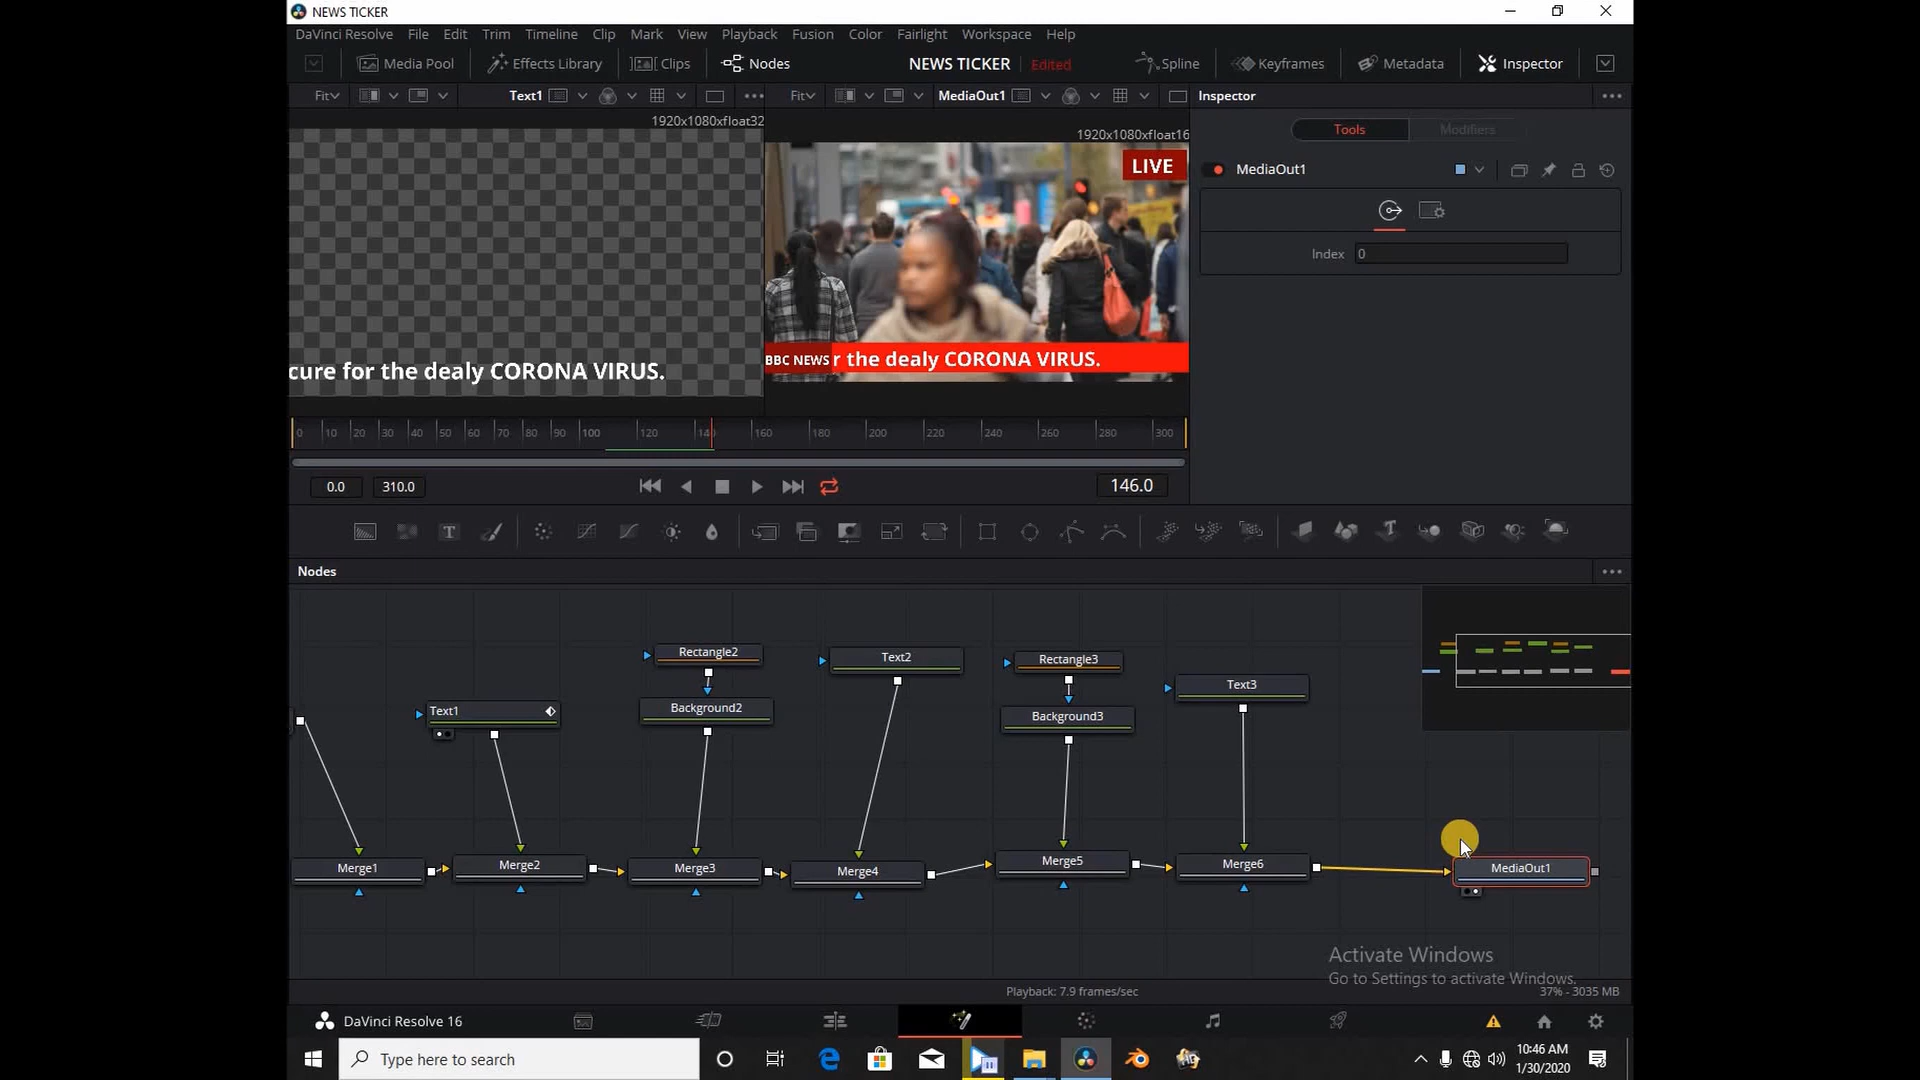 NEWS TICKER
DaVinci Resolve File Edit Trim Timeline Clip Mark View Playback Fusion Color Fairlight Workspace Help
Media Pool Effects Library Clips Nodes NEWS TICKER Edited Spline Keyframes Metadata Inspector
Fit Text1 Fit MediaOut1 Inspector
1920x1080xfloat32
1920x1080xfloat16
Tools Modifiers
LIVE
MediaOut1
Index 0
cure for the dealy CORONA VIRUS.
BBC NEWS r the dealy CORONA VIRUS.
0 10 20 30 40 50 60 70 80 90 100 120 140 160 180 200 220 240 260 280 300
0.0 310.0 146.0
Nodes
Rectangle2 Text2 Rectangle3
Text3
Text1 Background2 Background3
Merge1 Merge2 Merge3 Merge4 Merge5 Merge6 MediaOut1
Activate Windows
Go to Settings to activate Windows.
Playback: 7.9 frames/sec 37% - 3035 MB
DaVinci Resolve 16
Type here to search
10:46 AM
1/30/2020